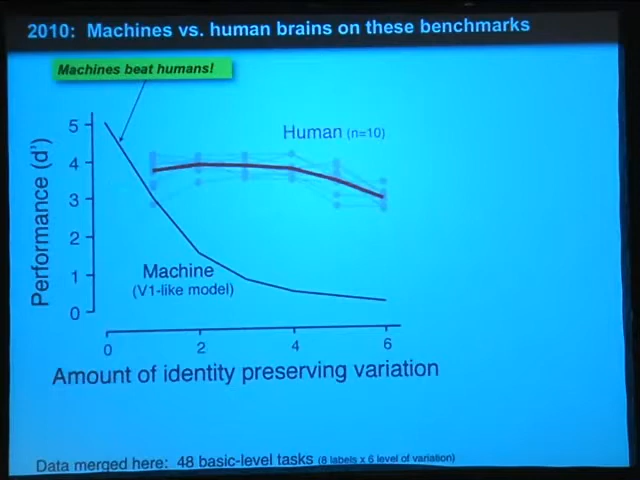 2010: Machines vs. human brains on these benchmarks
Machines beat humans!
Human (n=10)
Performance (d')
5
4
3
2
1
0
Machine
(V1-like model)
0
2
4
6
Amount of identity preserving variation
Data merged here: 48 basic-level tasks (8 labels x 6 level of variation)